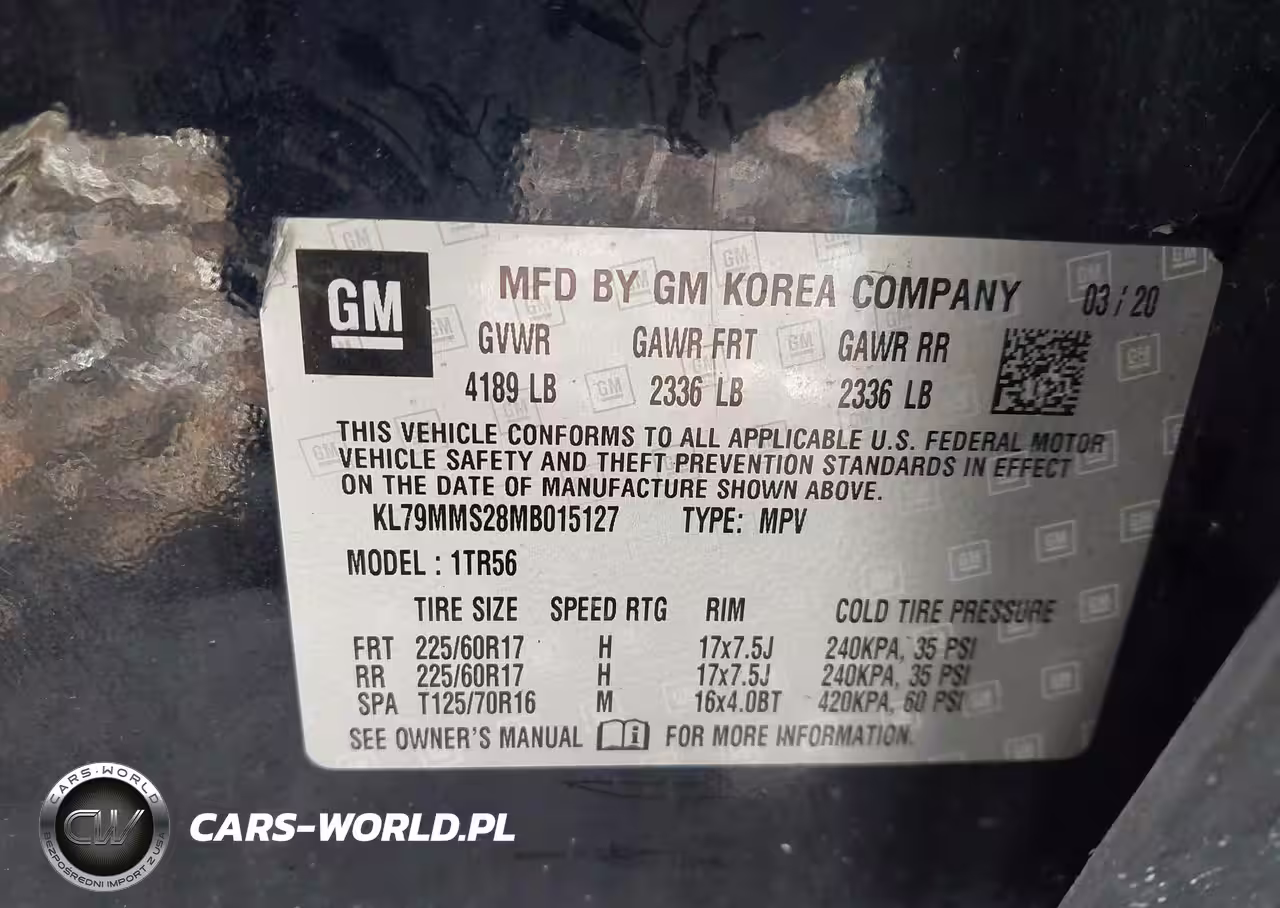 GM
MFD BY GM KOREA COMPANY 03/20
GVWR GAWR FRT GAWR RR
4189 LB 2336 LB 2336 LB
THIS VEHICLE CONFORMS TO ALL APPLICABLE U.S. FEDERAL MOTOR
VEHICLE SAFETY AND THEFT PREVENTION STANDARDS IN EFFECT
ON THE DATE OF MANUFACTURE SHOWN ABOVE.
KL79MMS28MB015127 TYPE: MPV
MODEL : 1TR56
TIRE SIZE SPEED RTG RIM COLD TIRE PRESSURE
FRT 225/60R17 H 17x7.5J 240KPA, 35 PSI
RR 225/60R17 H 17x7.5J 240KPA, 35 PSI
SPA T125/70R16 M 16x4.0BT 420KPA, 60 PSI
SEE OWNER'S MANUAL i FOR MORE INFORMATION.
CARS-WORLD
CW
BEZPOŚREDNI IMPORT Z USA
CARS-WORLD.PL